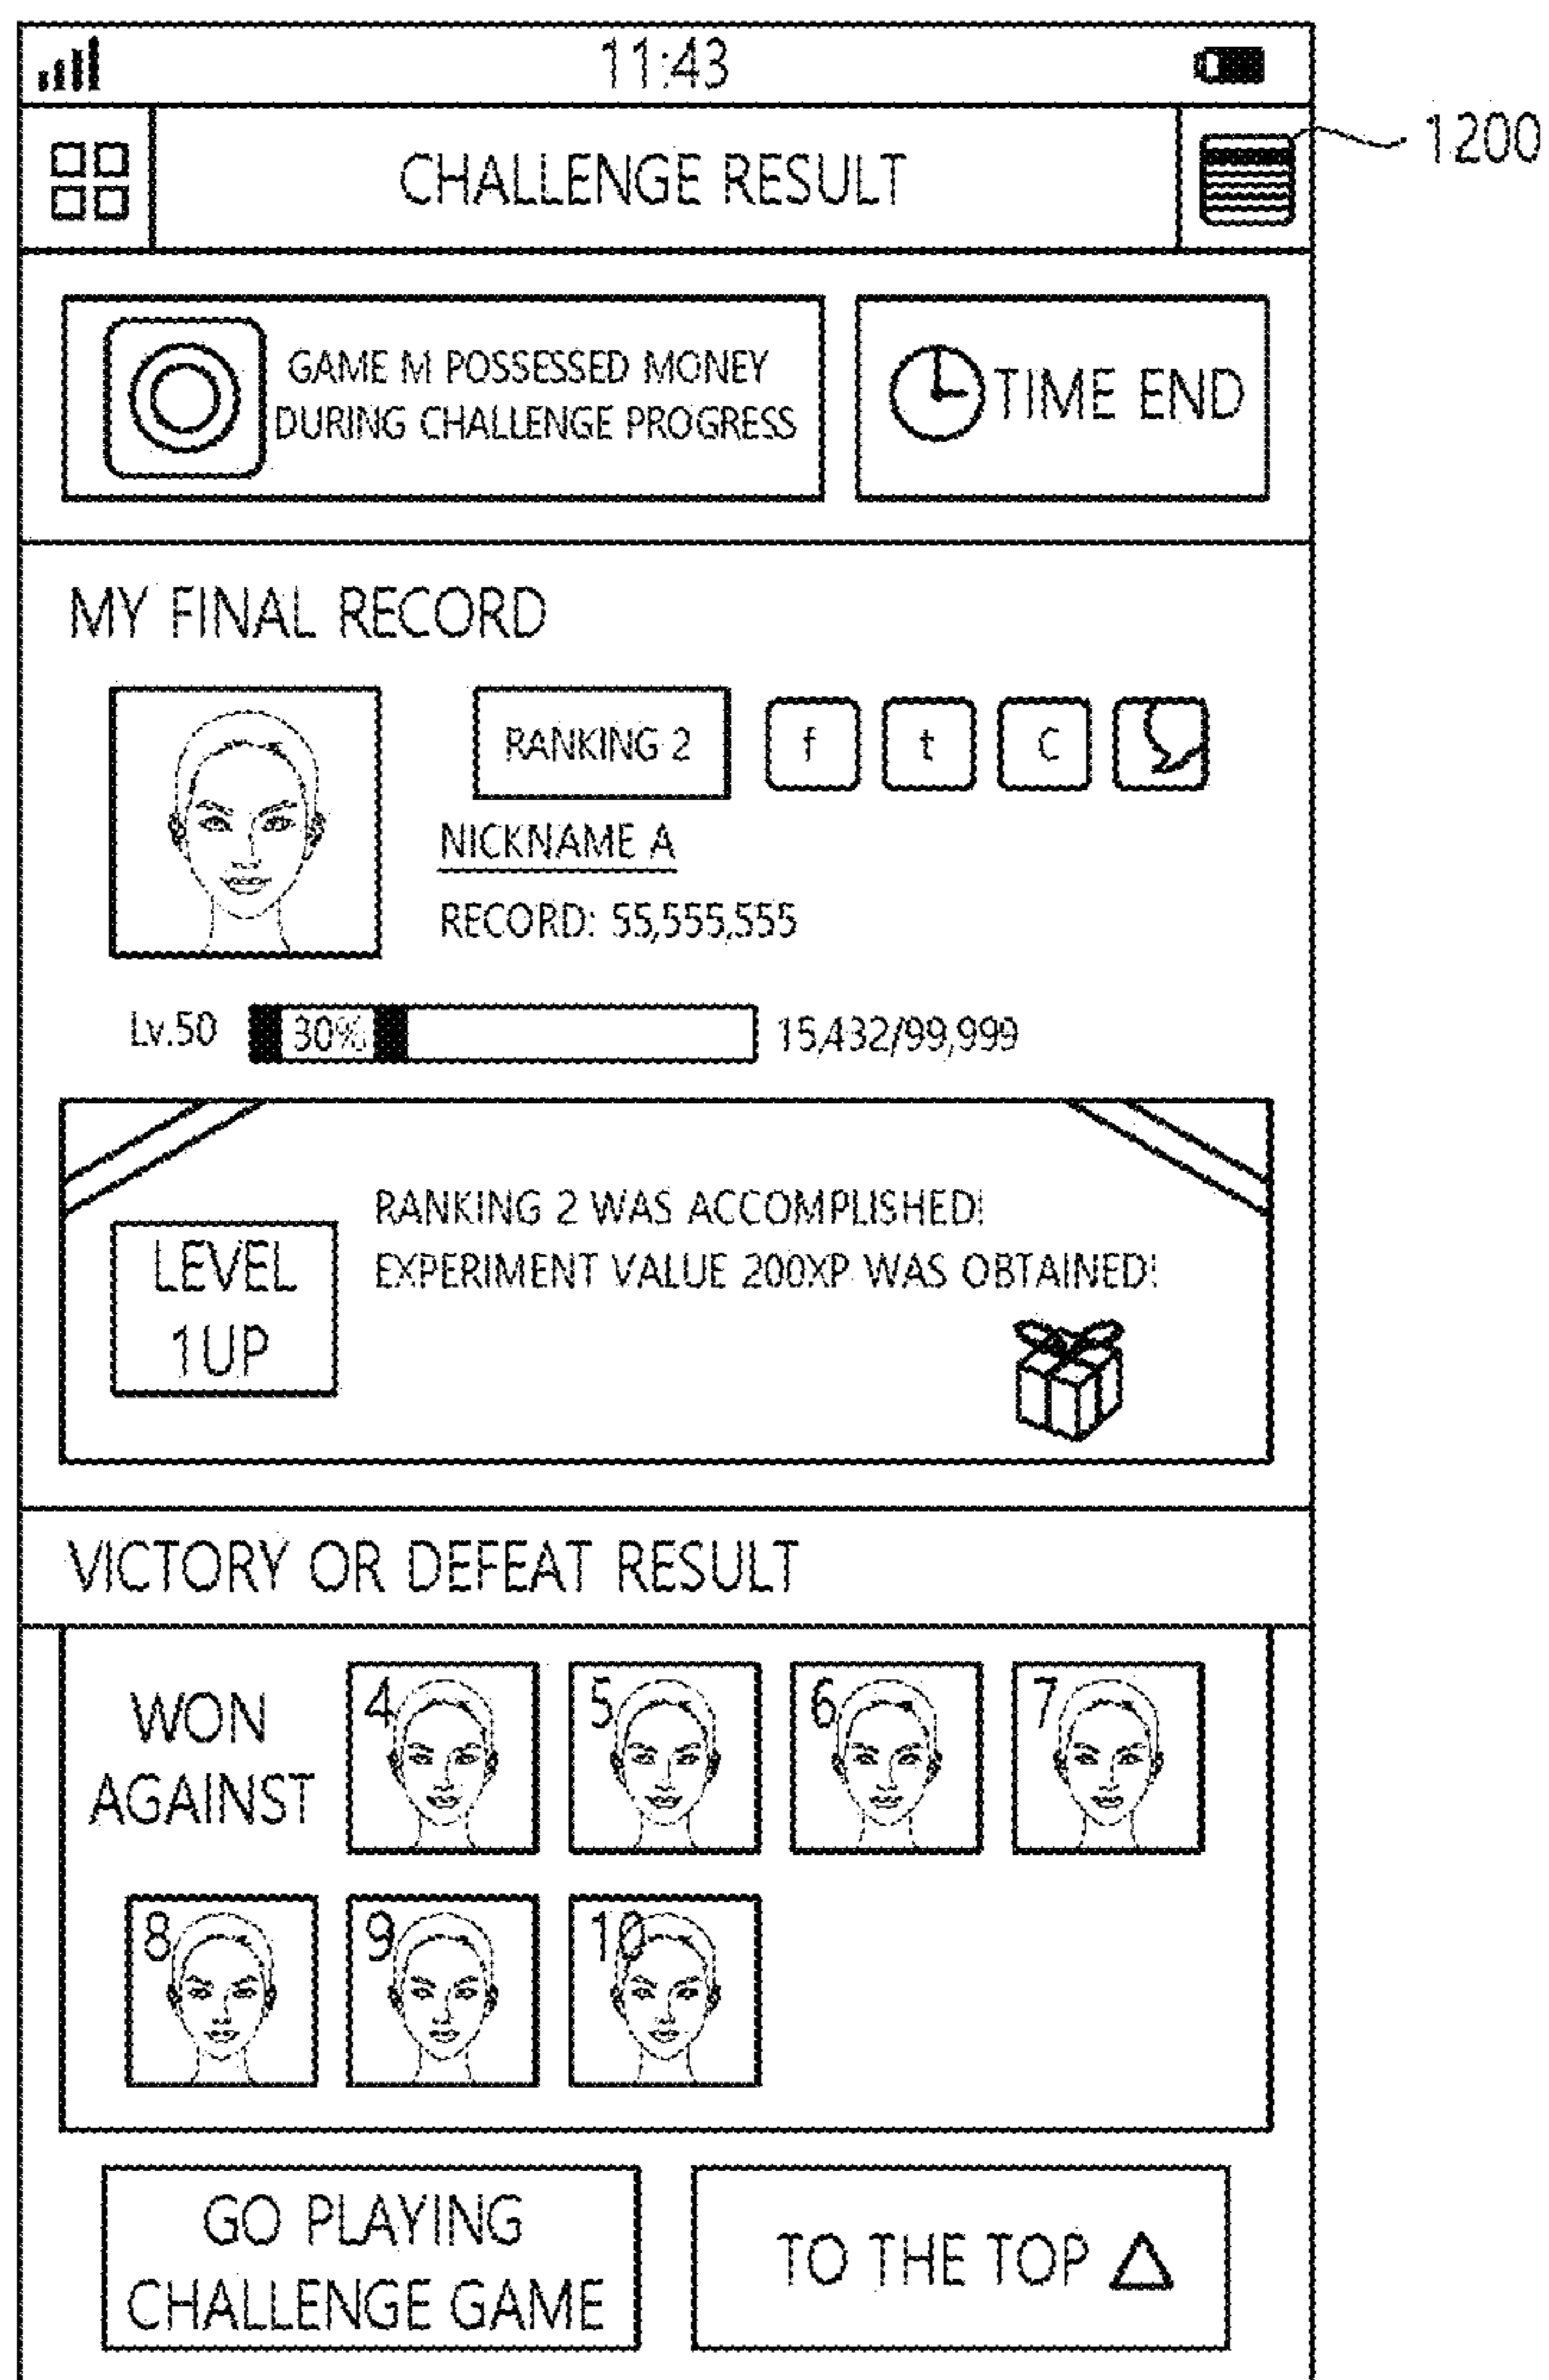 11:43
CHALLENGE RESULT
1200
GAME M POSSESSED MONEY
DURING CHALLENGE PROGRESS
TIME END
MY FINAL RECORD
RANKING 2
f
t
C
NICKNAME A
RECORD: 55,555,555
Lv.50
30%
15,432/99,999
RANKING 2 WAS ACCOMPLISHED!
EXPERIMENT VALUE 200XP WAS OBTAINED!
LEVEL
1UP
VICTORY OR DEFEAT RESULT
WON
AGAINST
4
5
6
7
8
9
10
GO PLAYING
CHALLENGE GAME
TO THE TOP △